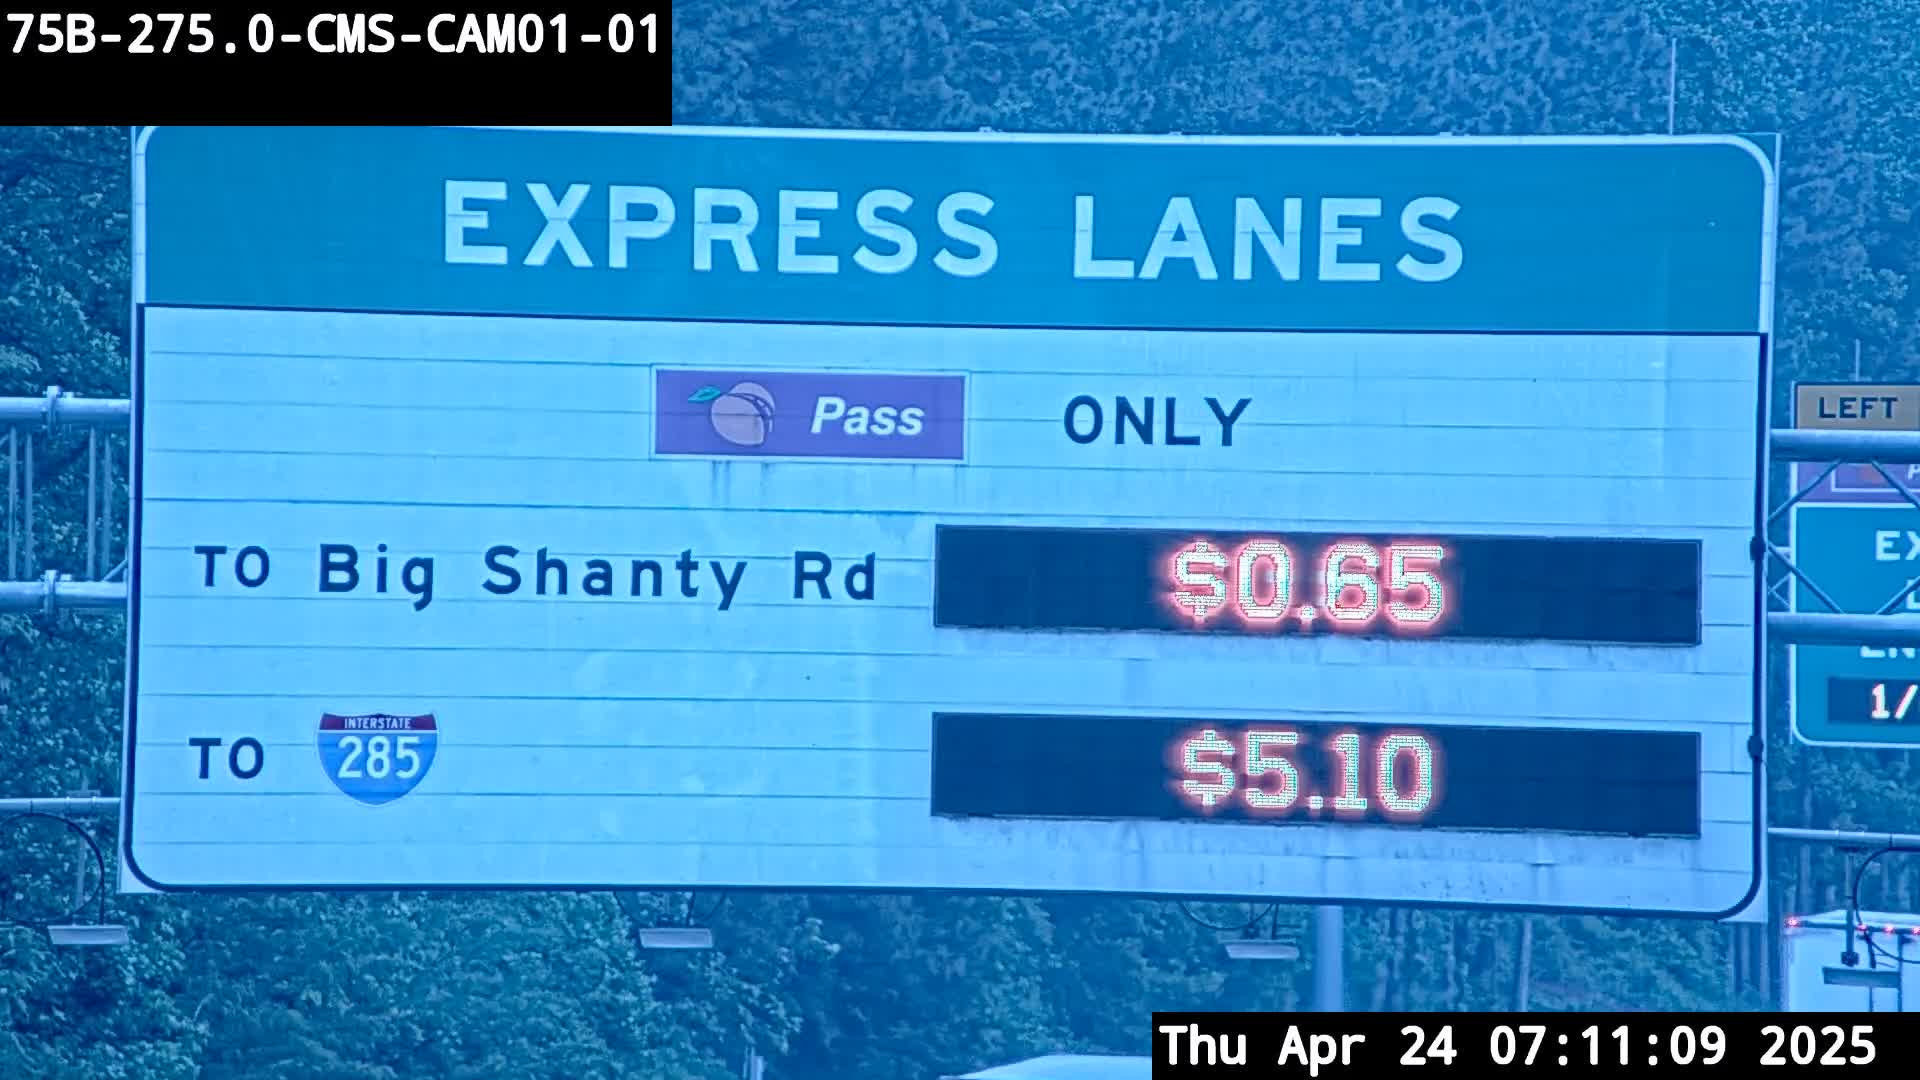 75B-275.0-CMS-CAM01-01
EXPRESS LANES
Pass ONLY
LEFT
TO Big Shanty Rd $0.65
TO INTERSTATE 285 $5.10
1/
Thu Apr 24 07:11:09 2025